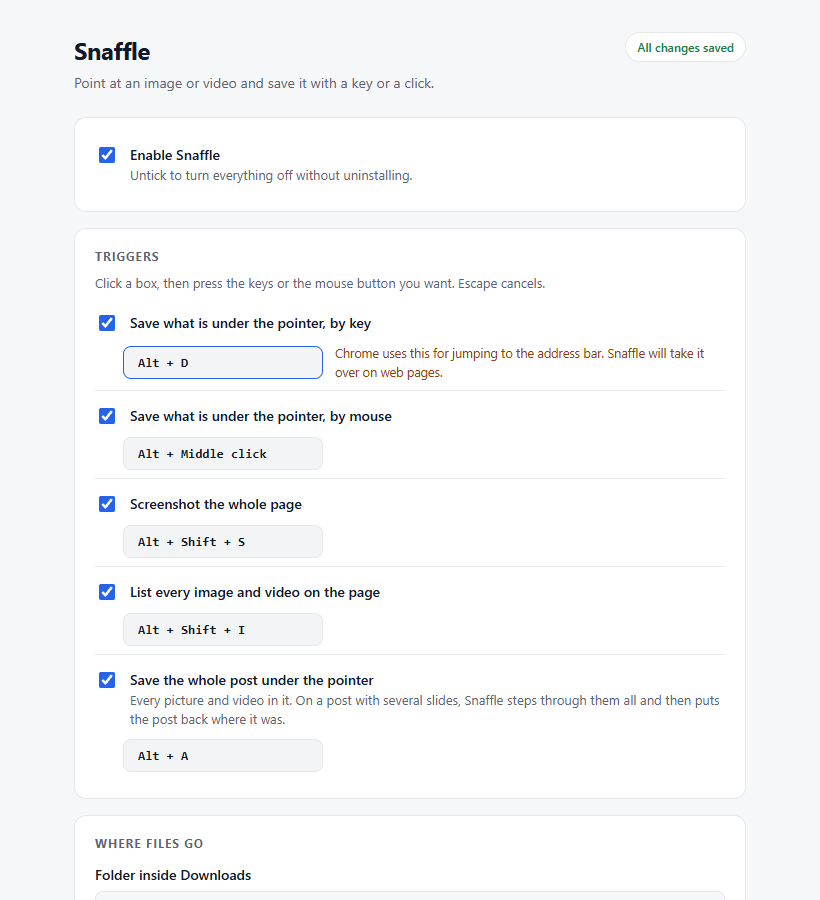 Snaffle
All changes saved
Point at an image or video and save it with a key or a click.
Enable Snaffle
Untick to turn everything off without uninstalling.
TRIGGERS
Click a box, then press the keys or the mouse button you want. Escape cancels.
Save what is under the pointer, by key
Alt + D
Chrome uses this for jumping to the address bar. Snaffle will take it
over on web pages.
Save what is under the pointer, by mouse
Alt + Middle click
Screenshot the whole page
Alt + Shift + S
List every image and video on the page
Alt + Shift + I
Save the whole post under the pointer
Every picture and video in it. On a post with several slides, Snaffle steps through them all and then puts
the post back where it was.
Alt + A
WHERE FILES GO
Folder inside Downloads